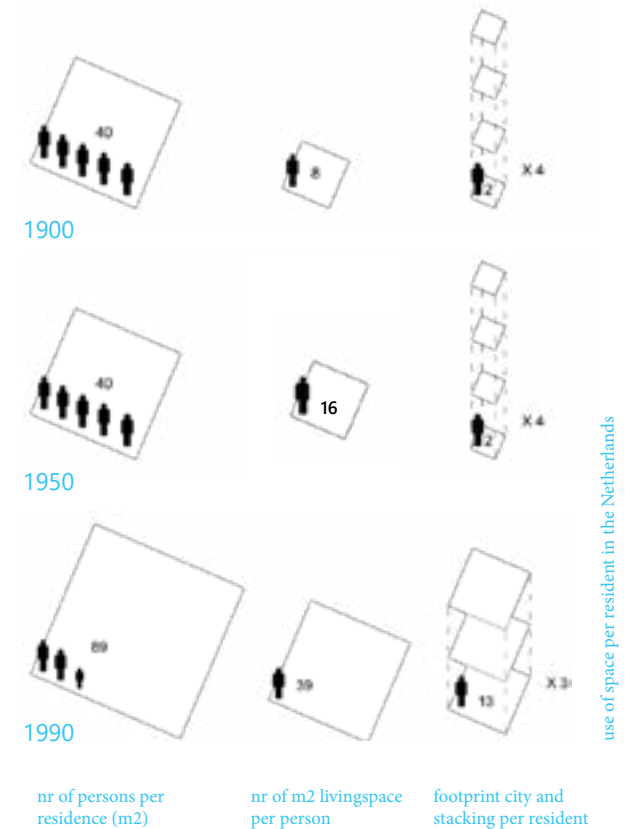 40
8
2
X 4
1900
40
16
2
X 4
1950
89
39
13
X 3
1990
use of space per resident in the Netherlands
nr of persons per
residence (m2)
nr of m2 livingspace
per person
footprint city and
stacking per resident